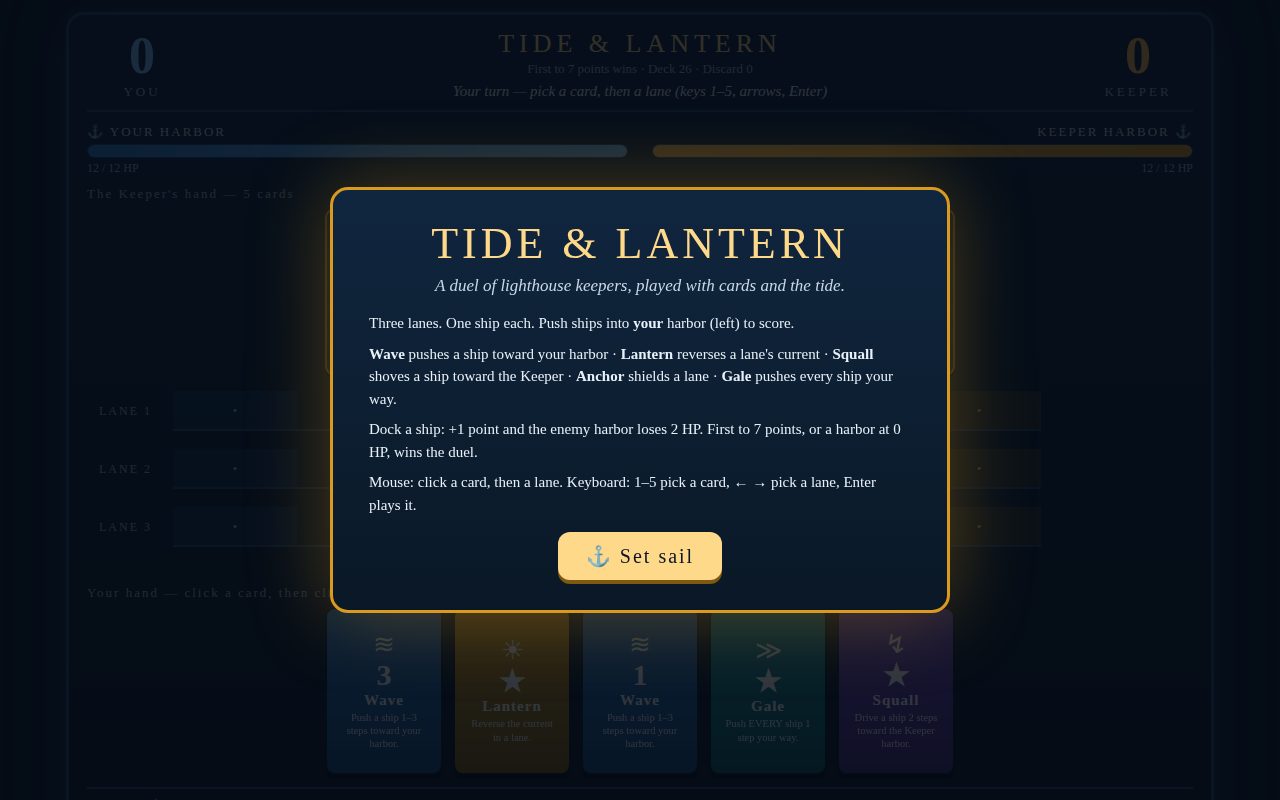 0
YOU
TIDE & LANTERN
First to 7 points wins · Deck 26 · Discard 0
Your turn — pick a card, then a lane (keys 1–5, arrows, Enter)
0
KEEPER
⚓ YOUR HARBOR
KEEPER HARBOR ⚓
12 / 12 HP
12 / 12 HP
The Keeper's hand — 5 cards
TIDE & LANTERN
A duel of lighthouse keepers, played with cards and the tide.
Three lanes. One ship each. Push ships into your harbor (left) to score.
Wave pushes a ship toward your harbor · Lantern reverses a lane's current · Squall
shoves a ship toward the Keeper · Anchor shields a lane · Gale pushes every ship your
way.
Dock a ship: +1 point and the enemy harbor loses 2 HP. First to 7 points, or a harbor at 0
HP, wins the duel.
Mouse: click a card, then a lane. Keyboard: 1–5 pick a card, ← → pick a lane, Enter
plays it.
⚓ Set sail
LANE 1
LANE 2
LANE 3
Your hand — click a card, then
3
Wave
Push a ship 1–3
steps toward your
harbor.
★
Lantern
Reverse the current
in a lane.
1
Wave
Push a ship 1–3
steps toward your
harbor.
★
Gale
Push EVERY ship 1
step your way.
★
Squall
Drive a ship 2 steps
toward the Keeper
harbor.